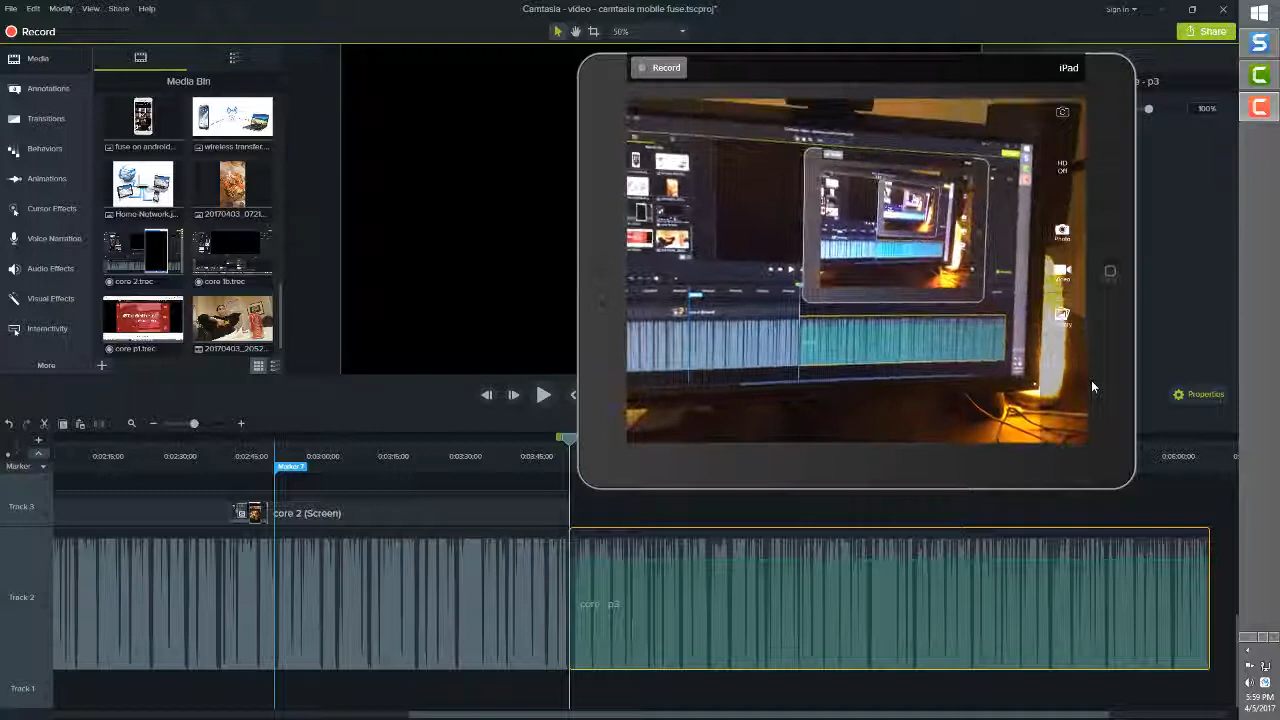 File Edit Modify View Share Help
Camtasia - video - camtasia mobile fuse.tscproj*
Sign in
Record
50%
Share
Media
Annotations
Transitions
Behaviors
Animations
Cursor Effects
Voice Narration
Audio Effects
Visual Effects
Interactivity
More
Media Bin
fuse on android...
wireless transfer...
Home-Network.j...
20170403_0721...
core 2.trec
core 1b.trec
core p1.trec
20170403_2052...
Record
iPad
HD
Off
Photo
Video
- p3
100%
Properties
Marker
0:02:15;00
0:02:30;00
0:02:45;00
0:03:00;00
0:03:15;00
0:03:30;00
0:03:45;00
0:06:00;00
Marker 7
Track 3
core 2 (Screen)
Track 2
core p3
Track 1
5:59 PM
4/5/2017